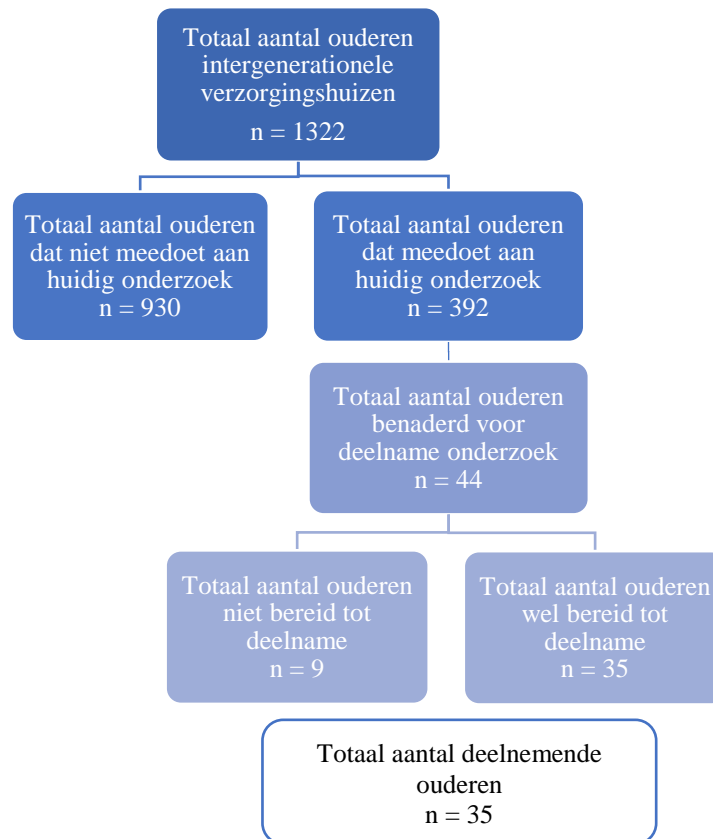 Totaal aantal ouderen
intergenerationele
verzorgingshuizen
n = 1322
Totaal aantal ouderen
dat niet meedoet aan
huidig onderzoek
n = 930
Totaal aantal ouderen
dat meedoet aan
huidig onderzoek
n = 392
Totaal aantal ouderen
benaderd voor
deelname onderzoek
n = 44
Totaal aantal ouderen
niet bereid tot
deelname
n = 9
Totaal aantal ouderen
wel bereid tot
deelname
n = 35
Totaal aantal deelnemende
ouderen
n = 35